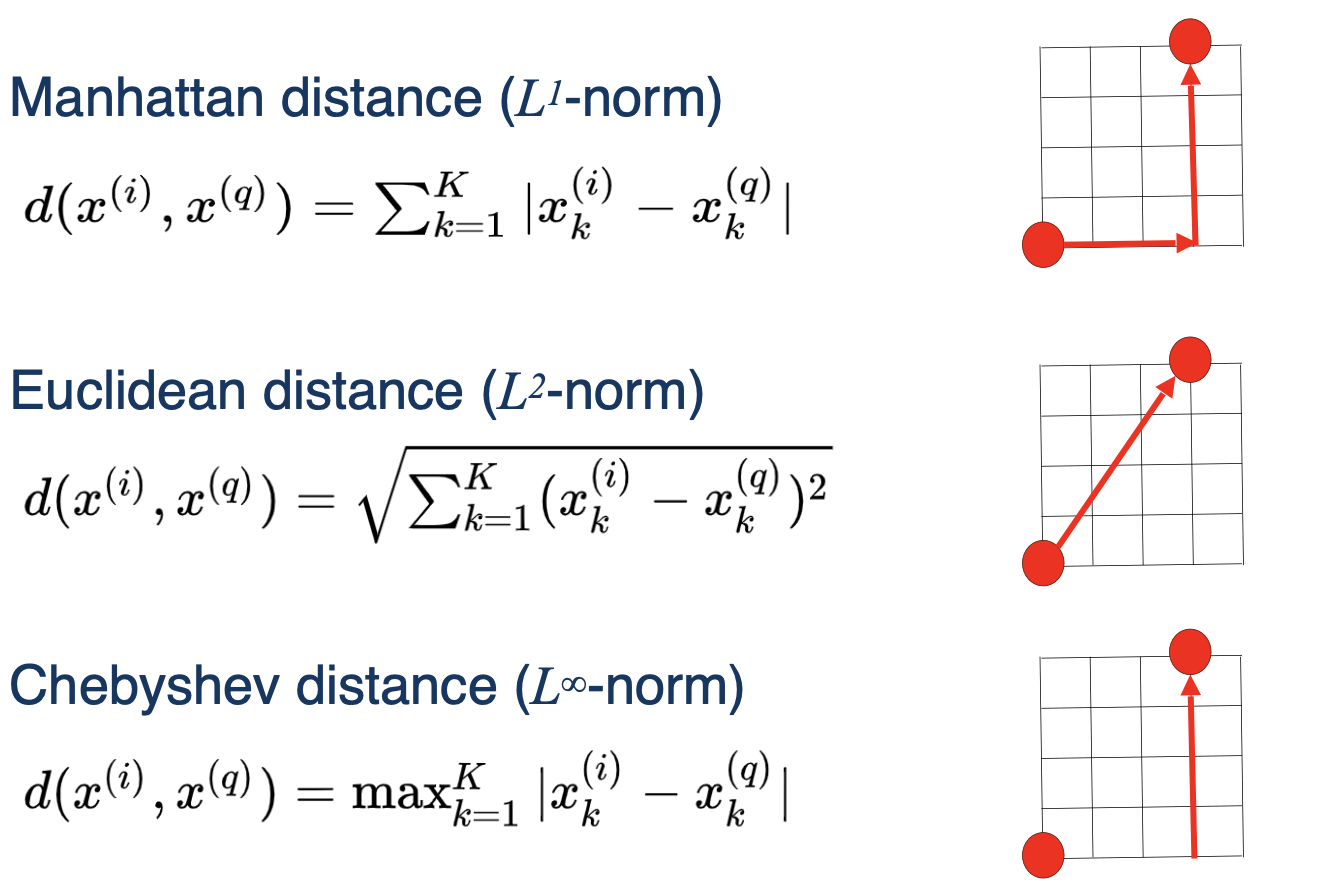 Manhattan distance (L¹-norm)
d(x⁽ⁱ⁾, x⁽q⁾) = ∑ᴷₖ₌₁ |xₖ⁽ⁱ⁾ − xₖ⁽q⁾|
Euclidean distance (L²-norm)
d(x⁽ⁱ⁾, x⁽q⁾) = √(∑ᴷₖ₌₁ (xₖ⁽ⁱ⁾ − xₖ⁽q⁾)²)
Chebyshev distance (L^∞-norm)
d(x⁽ⁱ⁾, x⁽q⁾) = maxᴷₖ₌₁ |xₖ⁽ⁱ⁾ − xₖ⁽q⁾|